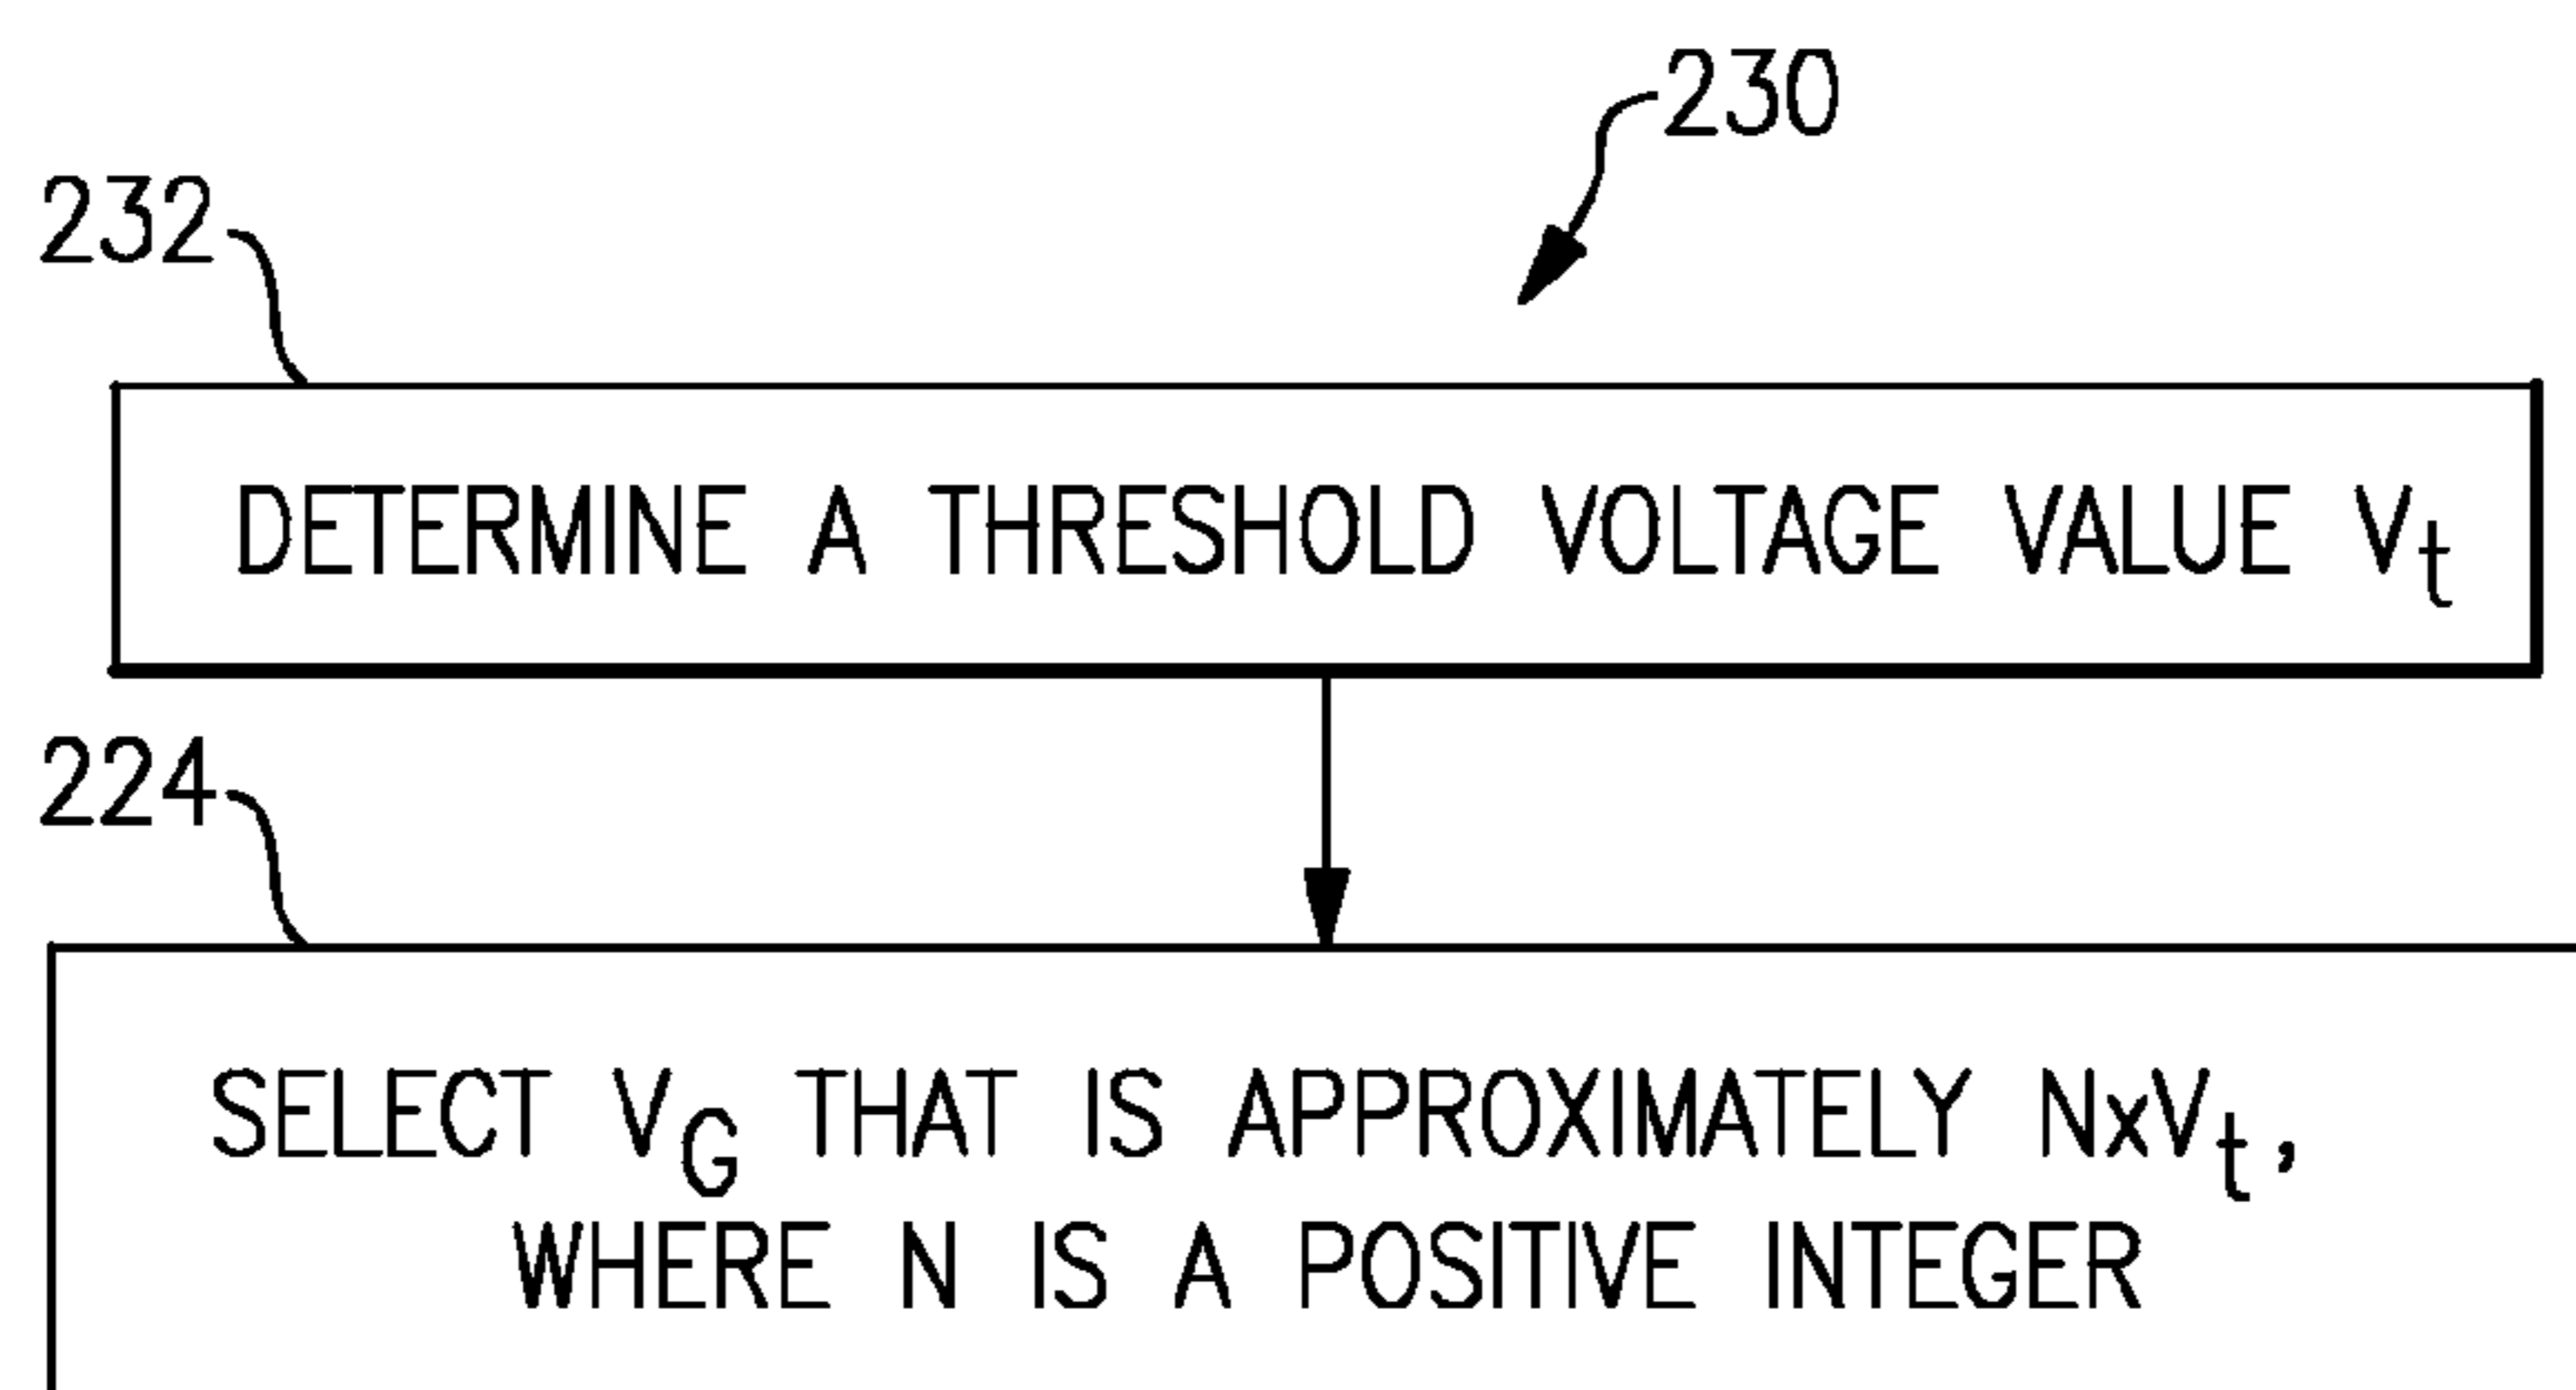 230
232
DETERMINE A THRESHOLD VOLTAGE VALUE Vt
224
SELECT VG THAT IS APPROXIMATELY NxVt,
WHERE N IS A POSITIVE INTEGER